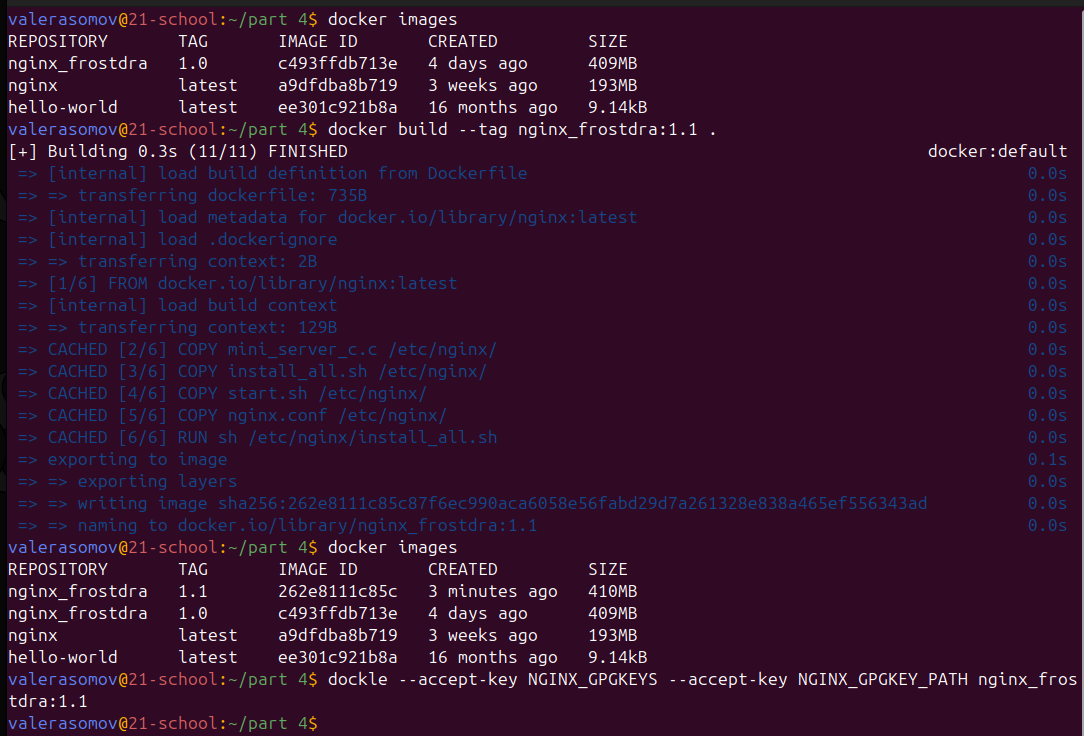 valerasomov@21-school:~/part 4$ docker images
REPOSITORY TAG IMAGE ID CREATED SIZE
nginx_frostdra 1.0 c493ffdb713e 4 days ago 409MB
nginx latest a9dfdba8b719 3 weeks ago 193MB
hello-world latest ee301c921b8a 16 months ago 9.14kB
valerasomov@21-school:~/part 4$ docker build --tag nginx_frostdra:1.1 .
[+] Building 0.3s (11/11) FINISHED docker:default
=> [internal] load build definition from Dockerfile 0.0s
=> => transferring dockerfile: 735B 0.0s
=> [internal] load metadata for docker.io/library/nginx:latest 0.0s
=> [internal] load .dockerignore 0.0s
=> => transferring context: 2B 0.0s
=> [1/6] FROM docker.io/library/nginx:latest 0.0s
=> [internal] load build context 0.0s
=> => transferring context: 129B 0.0s
=> CACHED [2/6] COPY mini_server_c.c /etc/nginx/ 0.0s
=> CACHED [3/6] COPY install_all.sh /etc/nginx/ 0.0s
=> CACHED [4/6] COPY start.sh /etc/nginx/ 0.0s
=> CACHED [5/6] COPY nginx.conf /etc/nginx/ 0.0s
=> CACHED [6/6] RUN sh /etc/nginx/install_all.sh 0.0s
=> exporting to image 0.1s
=> => exporting layers 0.0s
=> => writing image sha256:262e8111c85c87f6ec990aca6058e56fabd29d7a261328e838a465ef556343ad 0.0s
=> => naming to docker.io/library/nginx_frostdra:1.1 0.0s
valerasomov@21-school:~/part 4$ docker images
REPOSITORY TAG IMAGE ID CREATED SIZE
nginx_frostdra 1.1 262e8111c85c 3 minutes ago 410MB
nginx_frostdra 1.0 c493ffdb713e 4 days ago 409MB
nginx latest a9dfdba8b719 3 weeks ago 193MB
hello-world latest ee301c921b8a 16 months ago 9.14kB
valerasomov@21-school:~/part 4$ dockle --accept-key NGINX_GPGKEYS --accept-key NGINX_GPGKEY_PATH nginx_fros
tdra:1.1
valerasomov@21-school:~/part 4$